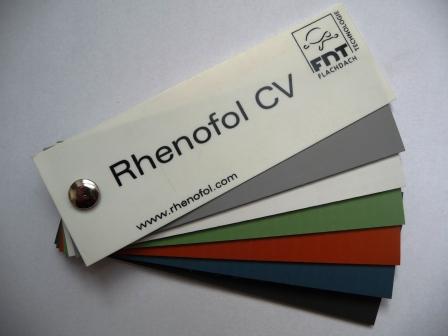 FDT
FLACHDACH
TECHNOLOGIE
Rhenofol CV
www.rhenofol.com